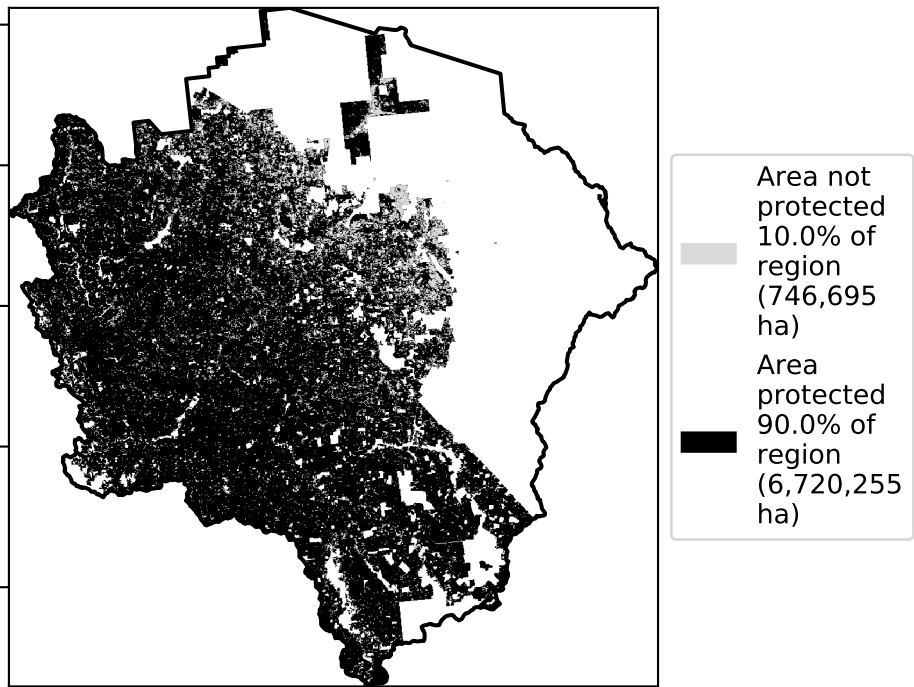 Area not
protected
10.0% of
region
(746,695
ha)
Area
protected
90.0% of
region
(6,720,255
ha)